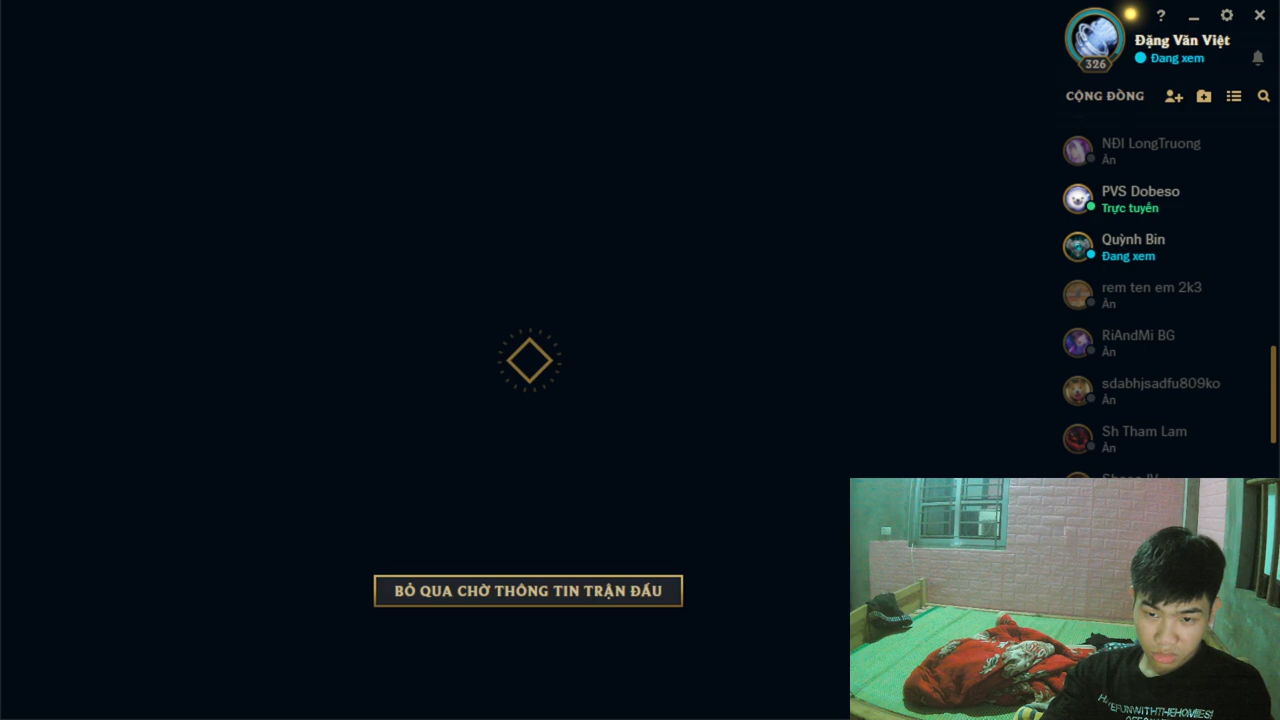 ?
Đặng Văn Việt
326
Đang xem
CỘNG ĐỒNG
NĐI LongTruong
Ẩn
PVS Dobeso
Trực tuyến
Quỳnh Bin
Đang xem
rem ten em 2k3
Ẩn
RiAndMi BG
Ẩn
sdabhjsadfu809ko
Ẩn
Sh Tham Lam
Ẩn
BỎ QUA CHỜ THÔNG TIN TRẬN ĐẤU